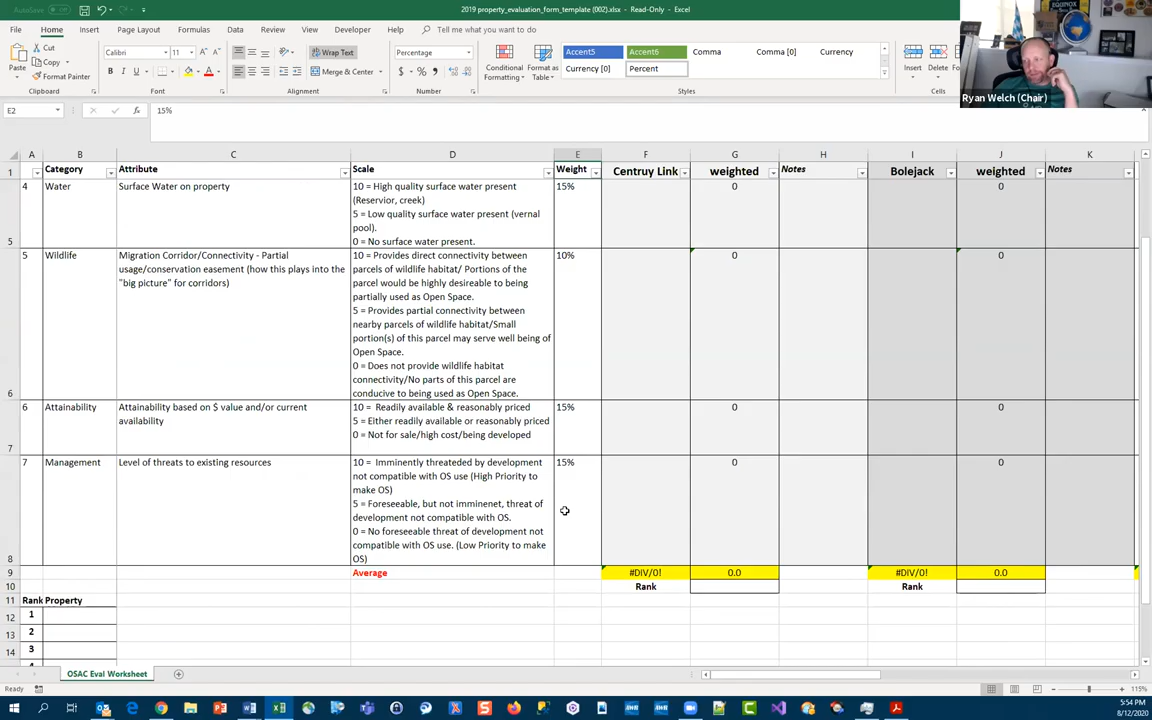 AutoSave
2019 property_evaluation_form_template (002).xlsx - Read-Only - Excel
File Home Insert Page Layout Formulas Data Review View Developer Help Tell me what you want to do
Paste
Cut
Copy
Format Painter
Clipboard
Calibri 11
Font
Wrap Text
Merge & Center
Alignment
Percentage
Number
Conditional Formatting
Format as Table
Accent5 Accent6 Comma Comma [0] Currency
Currency [0] Percent
Styles
Insert Delete
Cells
Ryan Welch (Chair)
E2 15%
A B C D E F G H I J K
1 Category Attribute Scale Weight Centruy Link weighted Notes Bolejack weighted Notes
4 Water Surface Water on property 10 = High quality surface water present 15% 0 0
(Reservior, creek)
5 = Low quality surface water present (vernal
pool).
5 0 = No surface water present.
5 Wildlife Migration Corridor/Connectivity - Partial 10 = Provides direct connectivity between 10% 0 0
usage/conservation easement (how this plays into the parcels of wildlife habitat/ Portions of the
"big picture" for corridors) parcel would be highly desireable to being
partially used as Open Space.
5 = Provides partial connectivity between
nearby parcels of wildlife habitat/Small
portion(s) of this parcel may serve well being of
Open Space.
0 = Does not provide wildlife habitat
connectivity/No parts of this parcel are
6 conducive to being used as Open Space.
6 Attainability Attainability based on $ value and/or current 10 = Readily available & reasonably priced 15% 0 0
availability 5 = Either readily available or reasonably priced
0 = Not for sale/high cost/being developed
7
7 Management Level of threats to existing resources 10 = Imminently threateded by development 15% 0 0
not compatible with OS use (High Priority to
make OS)
5 = Foreseeable, but not imminenet, threat of
development not compatible with OS.
0 = No foreseeable threat of development not
compatible with OS use. (Low Priority to make
8 OS)
9 Average #DIV/0! 0.0 #DIV/0! 0.0
10 Rank Rank
11 Rank Property
12 1
13 2
14 3
OSAC Eval Worksheet
Ready 115%
5:54 PM
8/12/2020